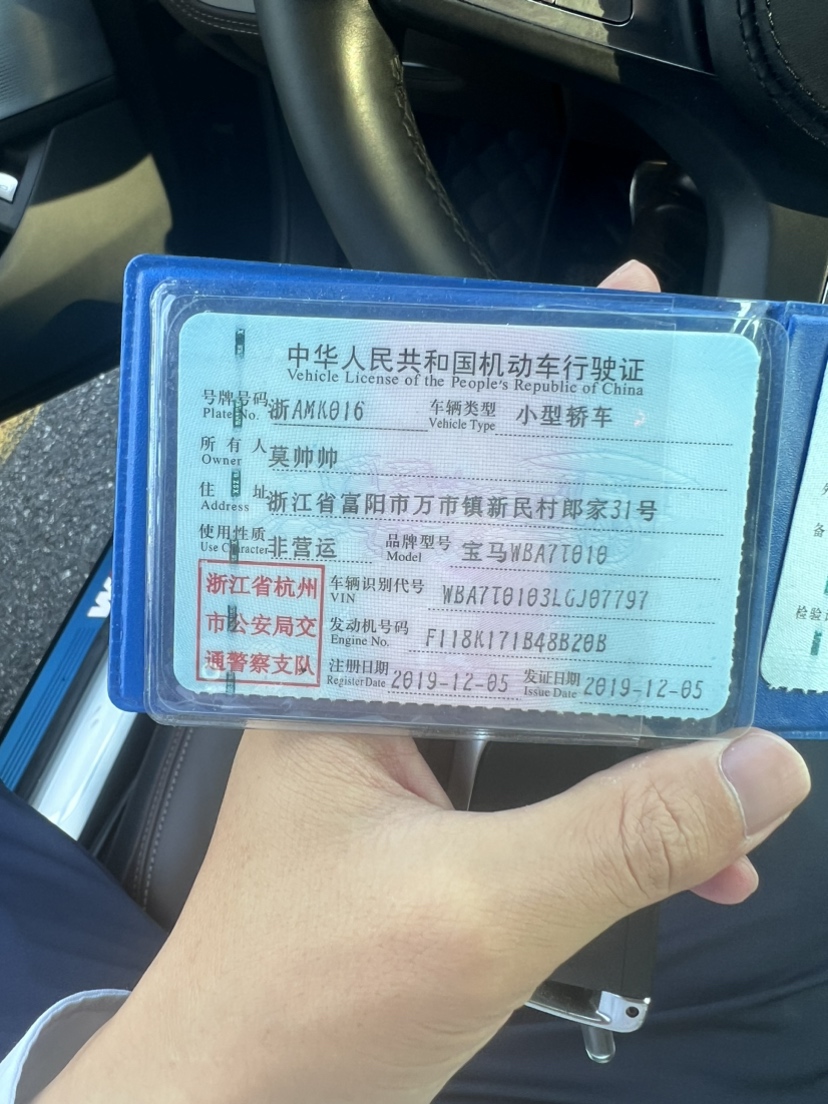 中华人民共和国机动车行驶证
Vehicle License of the People's Republic of China
号牌号码 浙AMK016 车辆类型 小型轿车
Plate No. Vehicle Type
所有人 莫帅帅
Owner
住址 浙江省富阳市万市镇新民村郎家31号
Address
使用性质 非营运 品牌型号 宝马WBA7T010
Use Character Model
浙江省杭州
市公安局交
通警察支队
车辆识别代号 WBA7T0103LGJ07797
VIN
发动机号码 F118K171B48B20B
Engine No.
注册日期 2019-12-05 发证日期 2019-12-05
Register Date Issue Date
备
检验